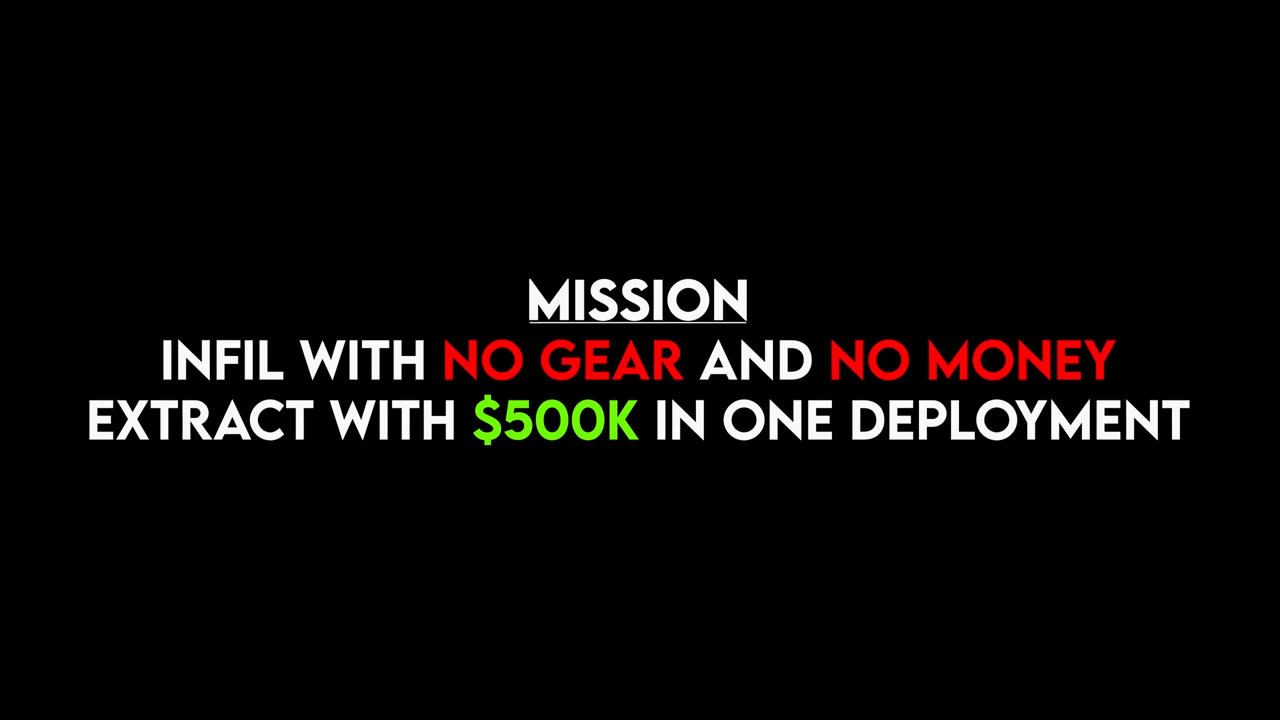 MISSION
INFIL WITH NO GEAR AND NO MONEY
EXTRACT WITH $500K IN ONE DEPLOYMENT